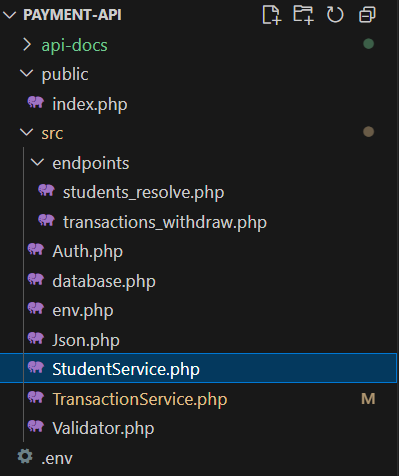 PAYMENT-API
api-docs
public
index.php
src
endpoints
students_resolve.php
transactions_withdraw.php
Auth.php
database.php
env.php
Json.php
StudentService.php
TransactionService.php M
Validator.php
.env